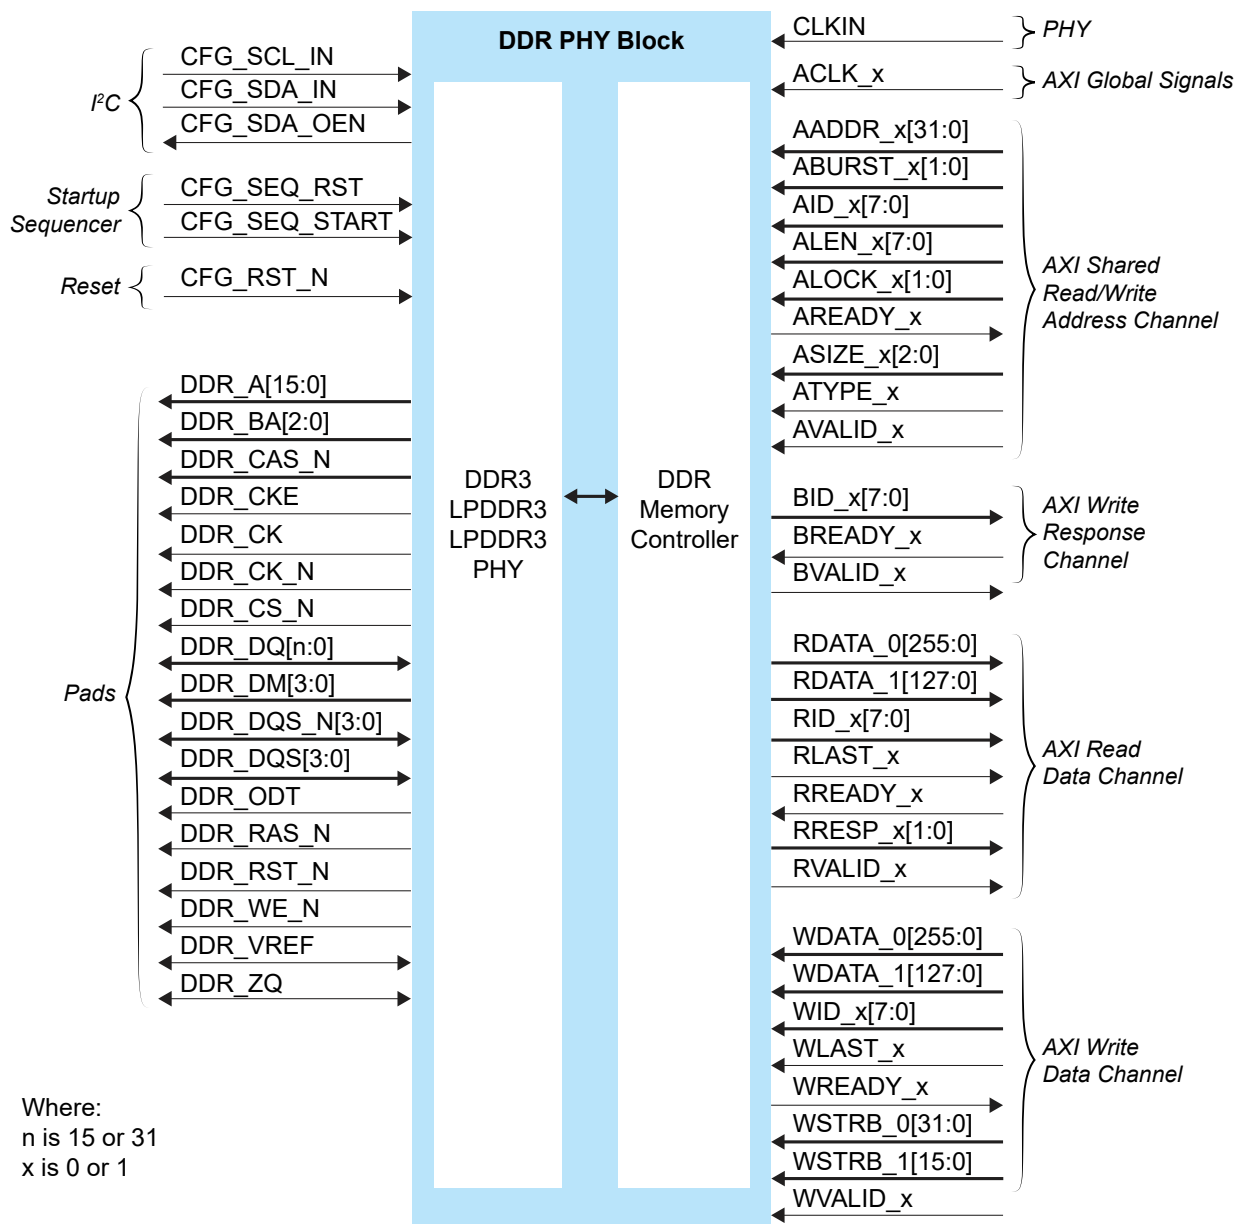 DDR PHY Block
I²C
CFG_SCL_IN
CFG_SDA_IN
CFG_SDA_OEN
Startup
Sequencer
CFG_SEQ_RST
CFG_SEQ_START
Reset
CFG_RST_N
Pads
DDR_A[15:0]
DDR_BA[2:0]
DDR_CAS_N
DDR_CKE
DDR_CK
DDR_CK_N
DDR_CS_N
DDR_DQ[n:0]
DDR_DM[3:0]
DDR_DQS_N[3:0]
DDR_DQS[3:0]
DDR_ODT
DDR_RAS_N
DDR_RST_N
DDR_WE_N
DDR_VREF
DDR_ZQ
Where:
n is 15 or 31
x is 0 or 1
DDR3
LPDDR3
LPDDR3
PHY
DDR
Memory
Controller
CLKIN
PHY
ACLK_x
AXI Global Signals
AADDR_x[31:0]
ABURST_x[1:0]
AID_x[7:0]
ALEN_x[7:0]
ALOCK_x[1:0]
AREADY_x
ASIZE_x[2:0]
ATYPE_x
AVALID_x
AXI Shared
Read/Write
Address Channel
BID_x[7:0]
BREADY_x
BVALID_x
AXI Write
Response
Channel
RDATA_0[255:0]
RDATA_1[127:0]
RID_x[7:0]
RLAST_x
RREADY_x
RRESP_x[1:0]
RVALID_x
AXI Read
Data Channel
WDATA_0[255:0]
WDATA_1[127:0]
WID_x[7:0]
WLAST_x
WREADY_x
WSTRB_0[31:0]
WSTRB_1[15:0]
WVALID_x
AXI Write
Data Channel